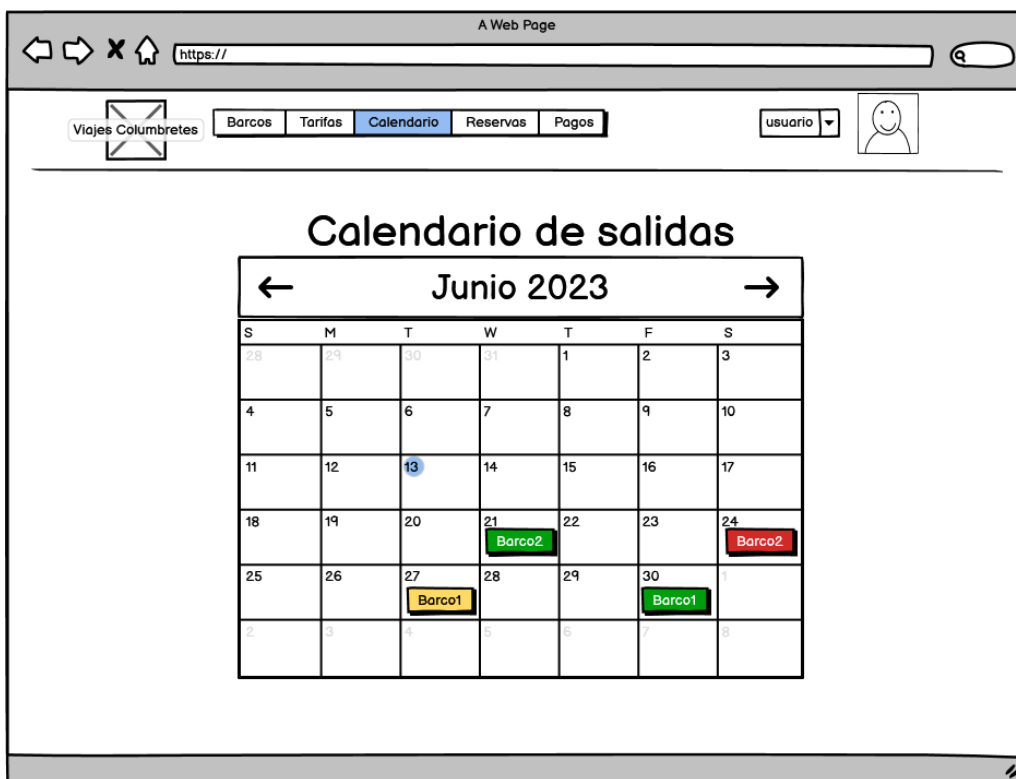 A Web Page
https://
Viajes Columbretes
Barcos Tarifas Calendario Reservas Pagos
usuario
Calendario de salidas
Junio 2023
S M T W T F S
28 29 30 31 1 2 3
4 5 6 7 8 9 10
11 12 13 14 15 16 17
18 19 20 21 22 23 24
Barco2 Barco2
25 26 27 28 29 30 1
Barco1 Barco1
2 3 4 5 6 7 8